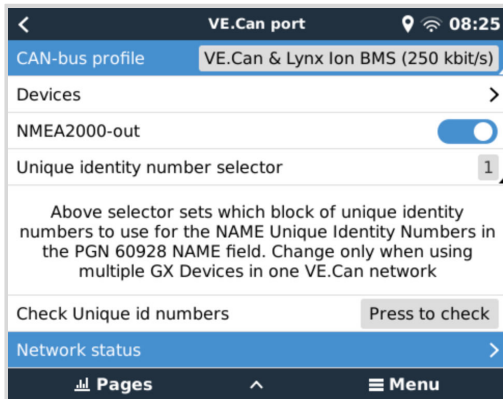 VE.Can port 08:25
CAN-bus profile VE.Can & Lynx Ion BMS (250 kbit/s)
Devices
NMEA2000-out
Unique identity number selector 1
Above selector sets which block of unique identity
numbers to use for the NAME Unique Identity Numbers in
the PGN 60928 NAME field. Change only when using
multiple GX Devices in one VE.Can network
Check Unique id numbers Press to check
Network status
Pages Menu